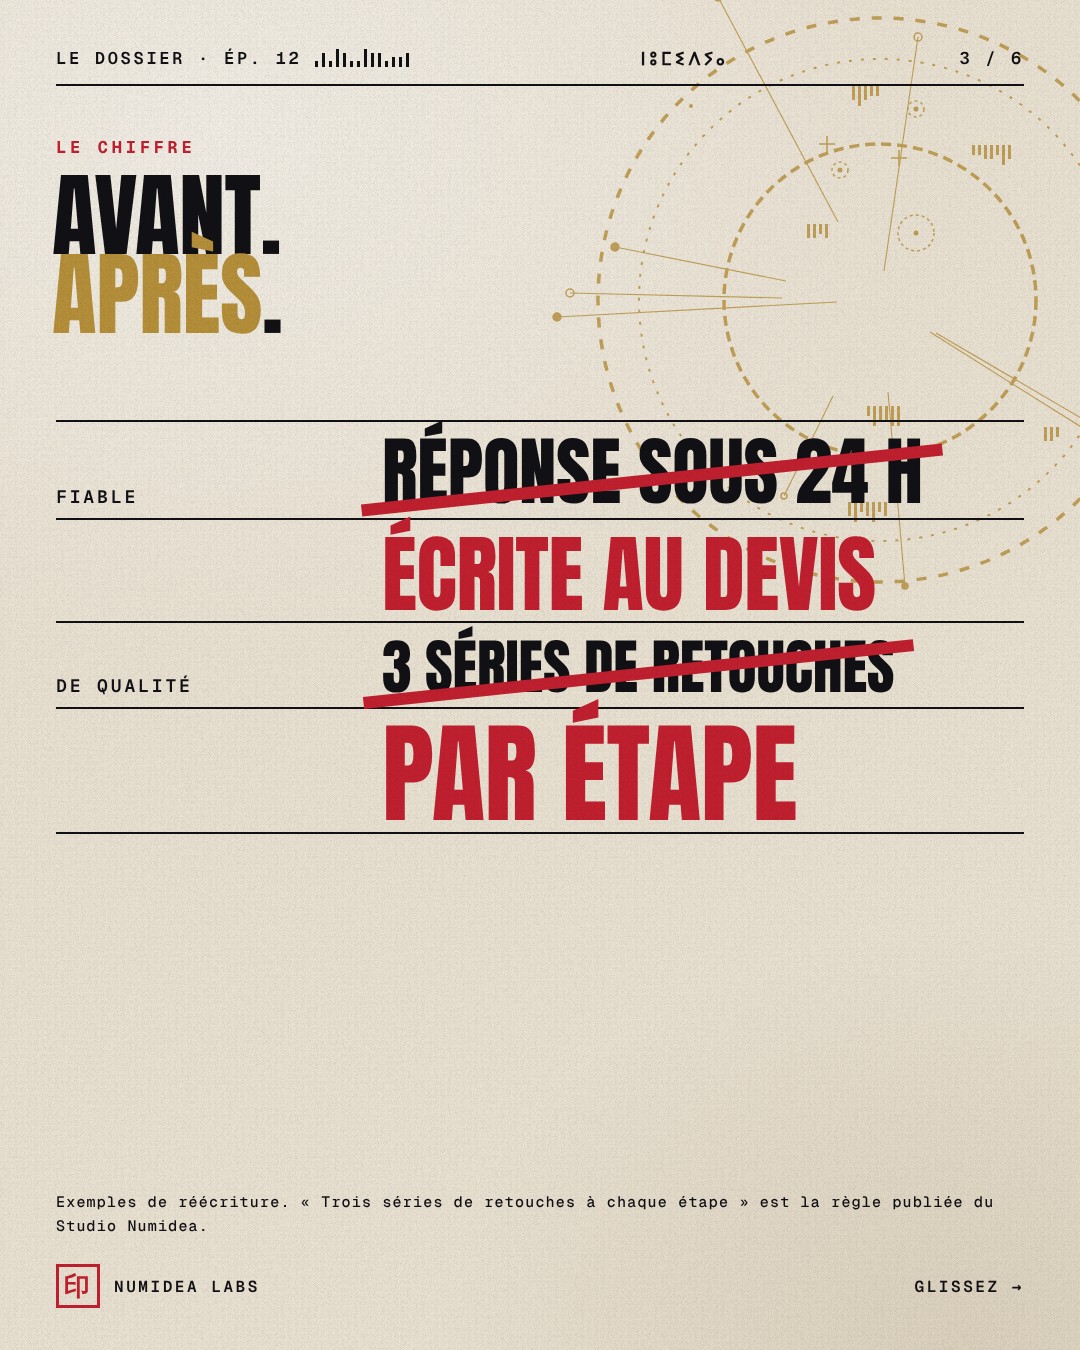 LE DOSSIER · ÉP. 12
ⵏⵓⵎⵉⴷⵢⴰ
3 / 6
LE CHIFFRE
AVANT.
APRÈS.
FIABLE
RÉPONSE SOUS 24 H
ÉCRITE AU DEVIS
DE QUALITÉ
3 SÉRIES DE RETOUCHES
PAR ÉTAPE
Exemples de réécriture. « Trois séries de retouches à chaque étape » est la règle publiée du
Studio Numidea.
印
NUMIDEA LABS
GLISSEZ →